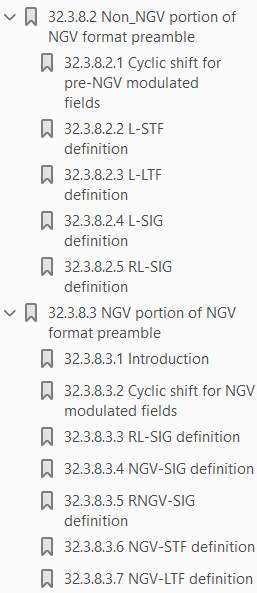 32.3.8.2 Non_NGV portion of
NGV format preamble
32.3.8.2.1 Cyclic shift for
pre-NGV modulated
fields
32.3.8.2.2 L-STF
definition
32.3.8.2.3 L-LTF
definition
32.3.8.2.4 L-SIG
definition
32.3.8.2.5 RL-SIG
definition
32.3.8.3 NGV portion of NGV
format preamble
32.3.8.3.1 Introduction
32.3.8.3.2 Cyclic shift for NGV
modulated fields
32.3.8.3.3 RL-SIG definition
32.3.8.3.4 NGV-SIG definition
32.3.8.3.5 RNGV-SIG
definition
32.3.8.3.6 NGV-STF definition
32.3.8.3.7 NGV-LTF definition